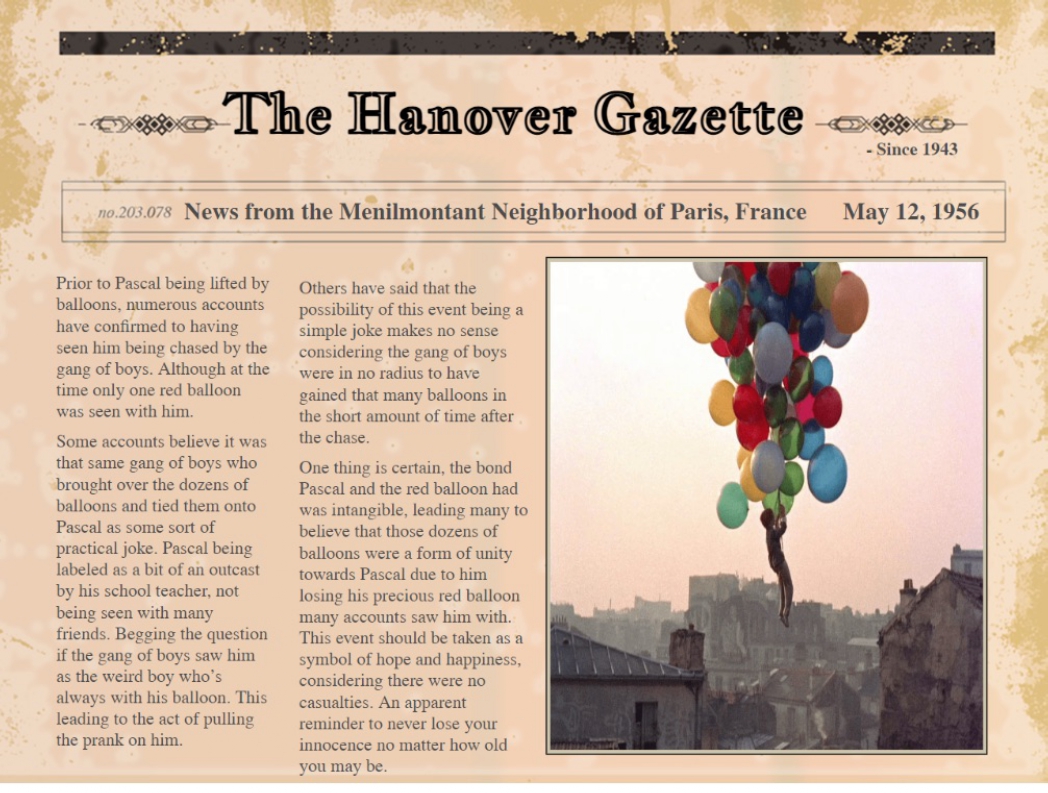 The Hanover Gazette
- Since 1943
no.203.078 News from the Menilmontant Neighborhood of Paris, France May 12, 1956
Prior to Pascal being lifted by
balloons, numerous accounts
have confirmed to having
seen him being chased by the
gang of boys. Although at the
time only one red balloon
was seen with him.
Some accounts believe it was
that same gang of boys who
brought over the dozens of
balloons and tied them onto
Pascal as some sort of
practical joke. Pascal being
labeled as a bit of an outcast
by his school teacher, not
being seen with many
friends. Begging the question
if the gang of boys saw him
as the weird boy who's
always with his balloon. This
leading to the act of pulling
the prank on him.
Others have said that the
possibility of this event being a
simple joke makes no sense
considering the gang of boys
were in no radius to have
gained that many balloons in
the short amount of time after
the chase.
One thing is certain, the bond
Pascal and the red balloon had
was intangible, leading many to
believe that those dozens of
balloons were a form of unity
towards Pascal due to him
losing his precious red balloon
many accounts saw him with.
This event should be taken as a
symbol of hope and happiness,
considering there were no
casualties. An apparent
reminder to never lose your
innocence no matter how old
you may be.